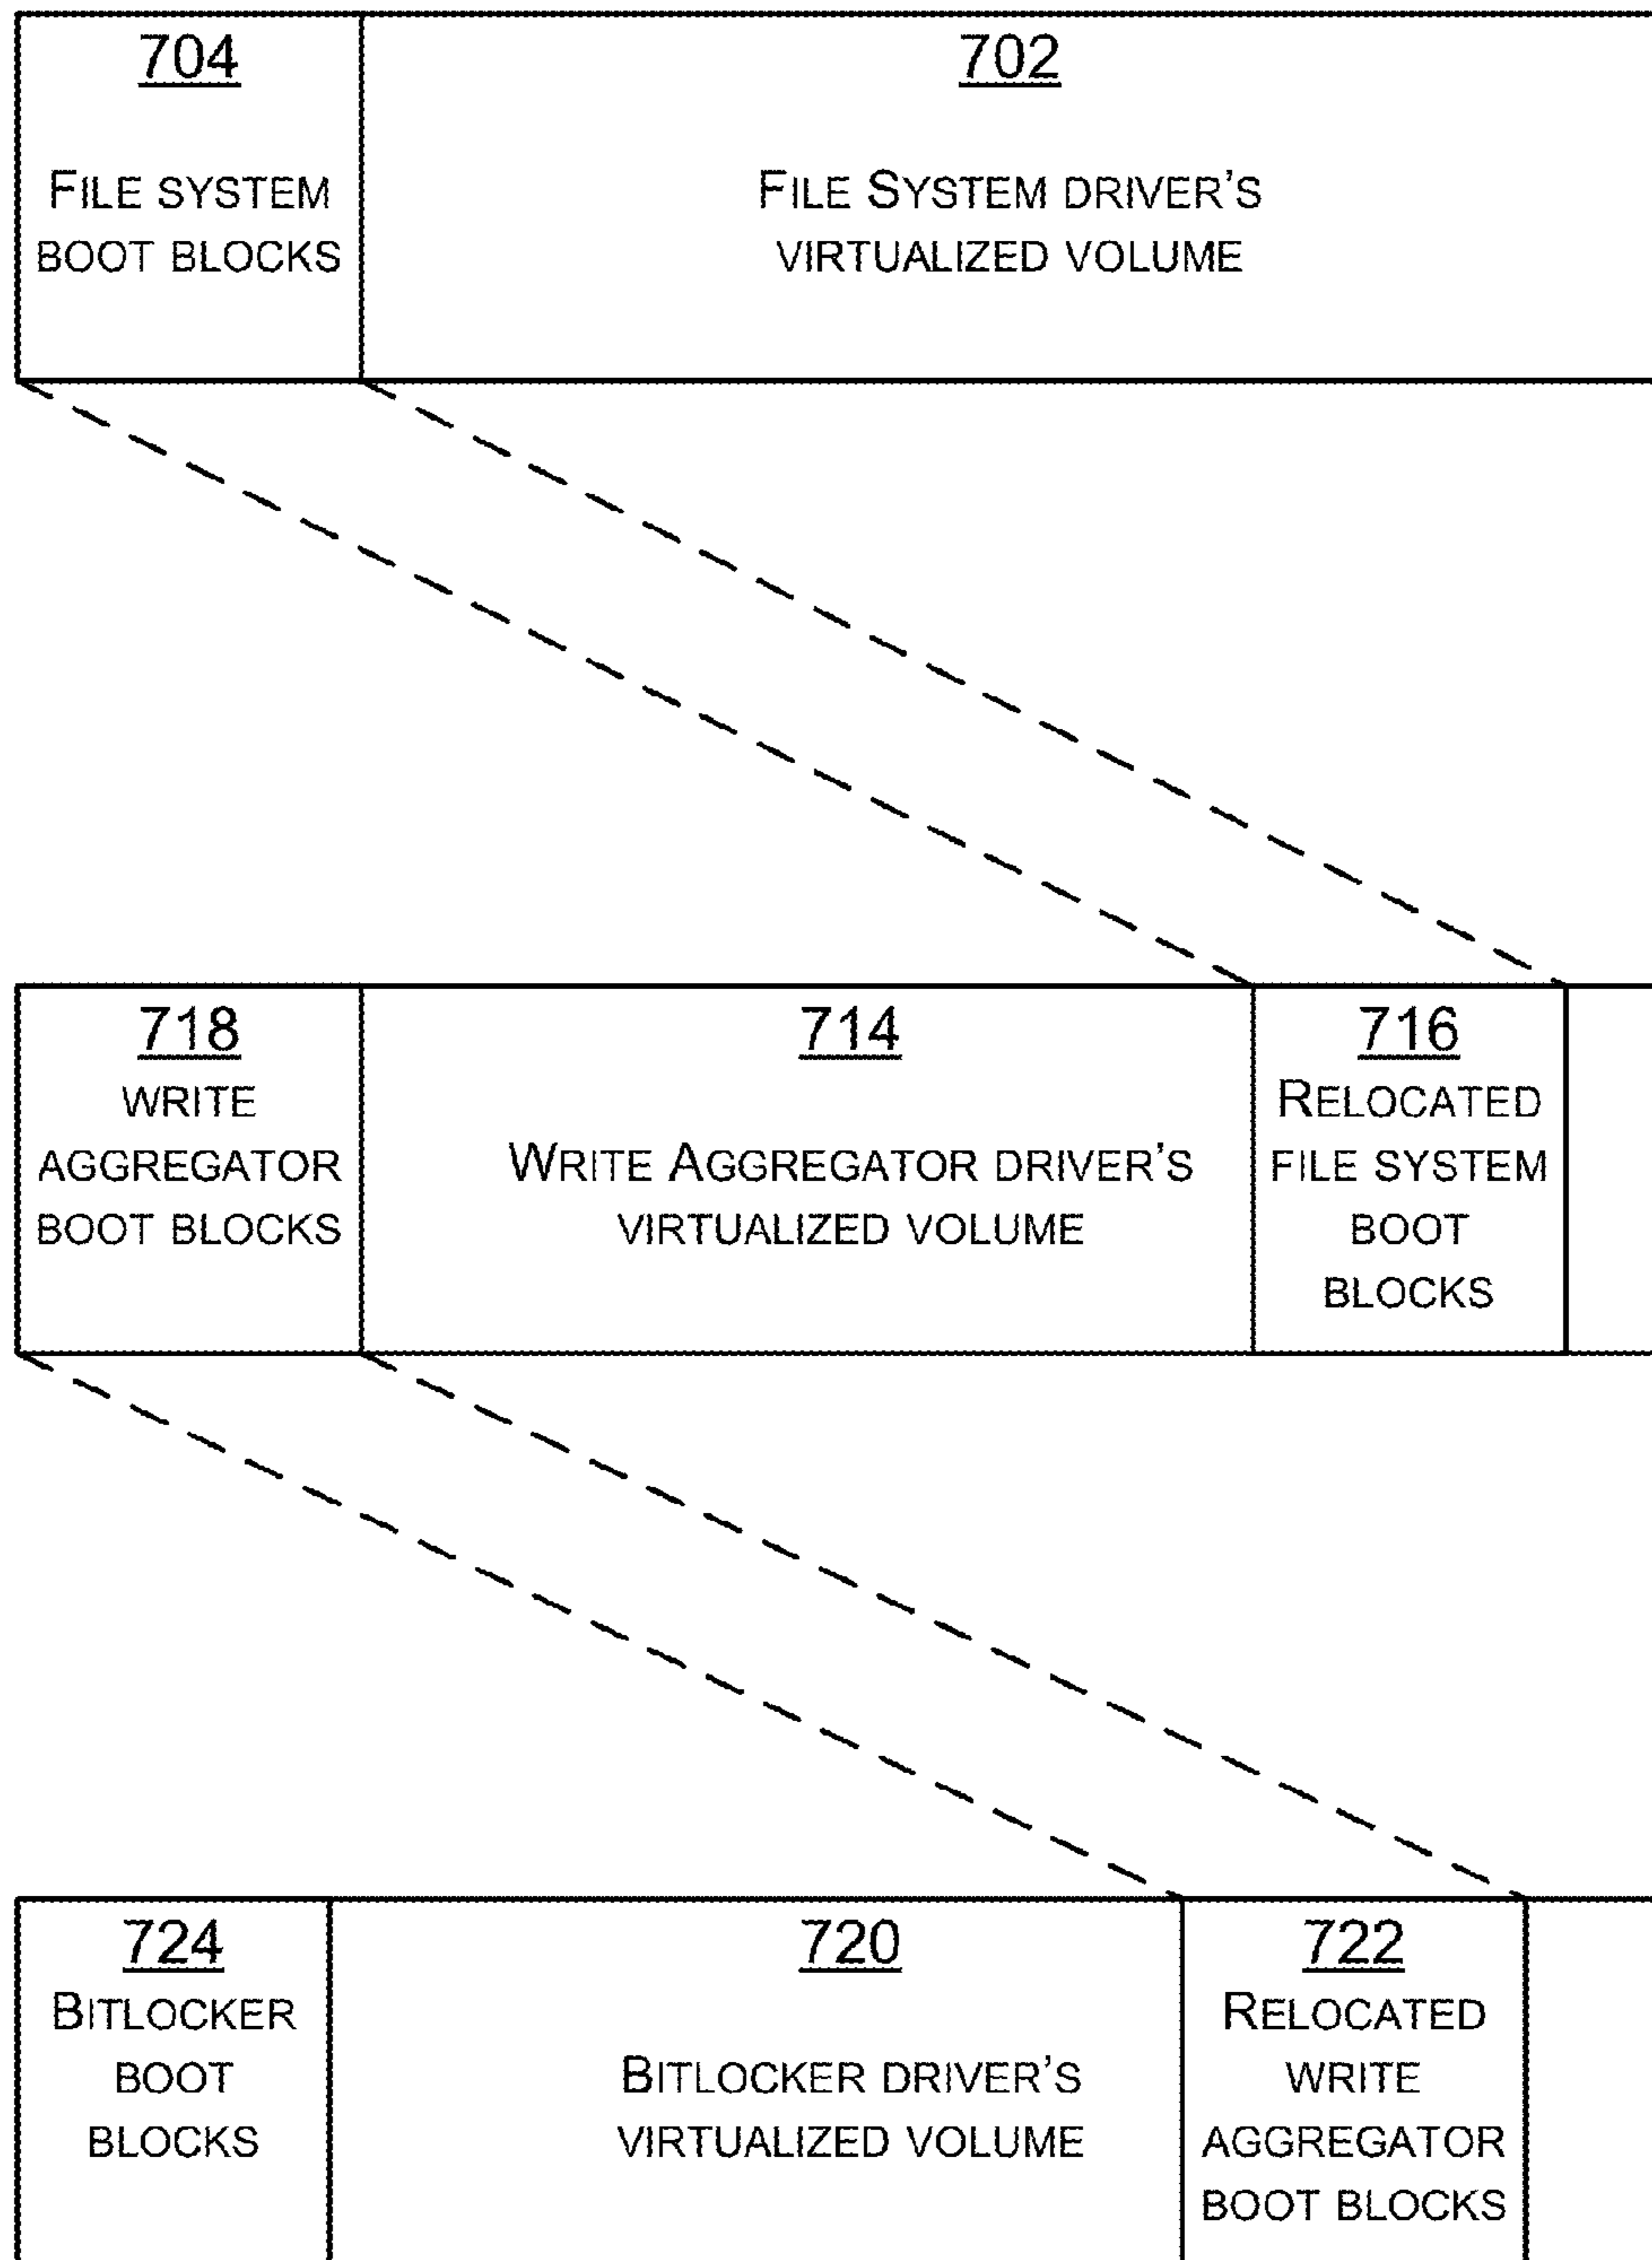 704
FILE SYSTEM
BOOT BLOCKS
702
FILE SYSTEM DRIVER'S
VIRTUALIZED VOLUME
718
WRITE
AGGREGATOR
BOOT BLOCKS
714
WRITE AGGREGATOR DRIVER'S
VIRTUALIZED VOLUME
716
RELOCATED
FILE SYSTEM
BOOT
BLOCKS
724
BITLOCKER
BOOT
BLOCKS
720
BITLOCKER DRIVER'S
VIRTUALIZED VOLUME
722
RELOCATED
WRITE
AGGREGATOR
BOOT BLOCKS